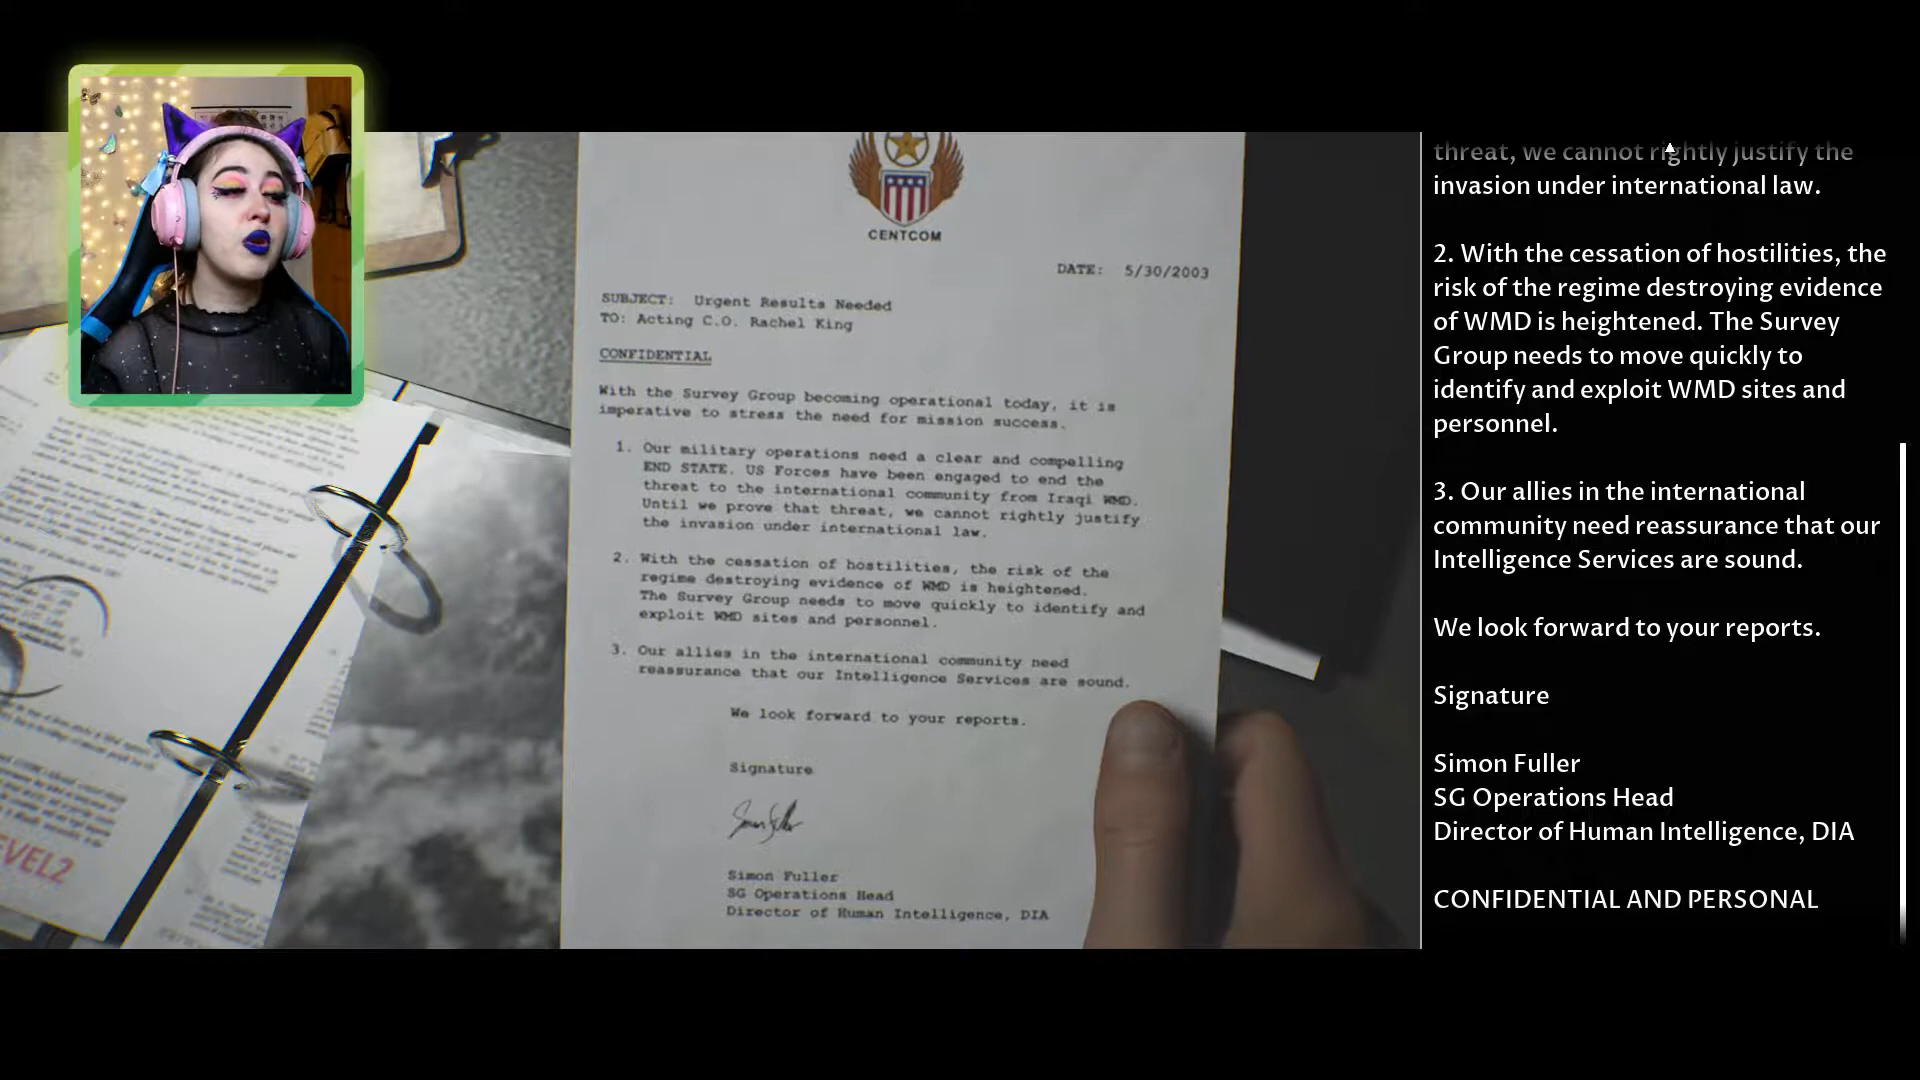 CENTCOM
DATE: 5/30/2003
SUBJECT: Urgent Results Needed
TO: Acting C.O. Rachel King
CONFIDENTIAL
With the Survey Group becoming operational today, it is
imperative to stress the need for mission success.
1. Our military operations need a clear and compelling
END STATE. US Forces have been engaged to end the
threat to the international community from Iraqi WMD.
Until we prove that threat, we cannot rightly justify
the invasion under international law.
2. With the cessation of hostilities, the risk of the
regime destroying evidence of WMD is heightened.
The Survey Group needs to move quickly to identify and
exploit WMD sites and personnel.
3. Our allies in the international community need
reassurance that our Intelligence Services are sound.
We look forward to your reports.
Signature
Simon Fuller
SG Operations Head
Director of Human Intelligence, DIA
threat, we cannot rightly justify the
invasion under international law.
2. With the cessation of hostilities, the
risk of the regime destroying evidence
of WMD is heightened. The Survey
Group needs to move quickly to
identify and exploit WMD sites and
personnel.
3. Our allies in the international
community need reassurance that our
Intelligence Services are sound.
We look forward to your reports.
Signature
Simon Fuller
SG Operations Head
Director of Human Intelligence, DIA
CONFIDENTIAL AND PERSONAL